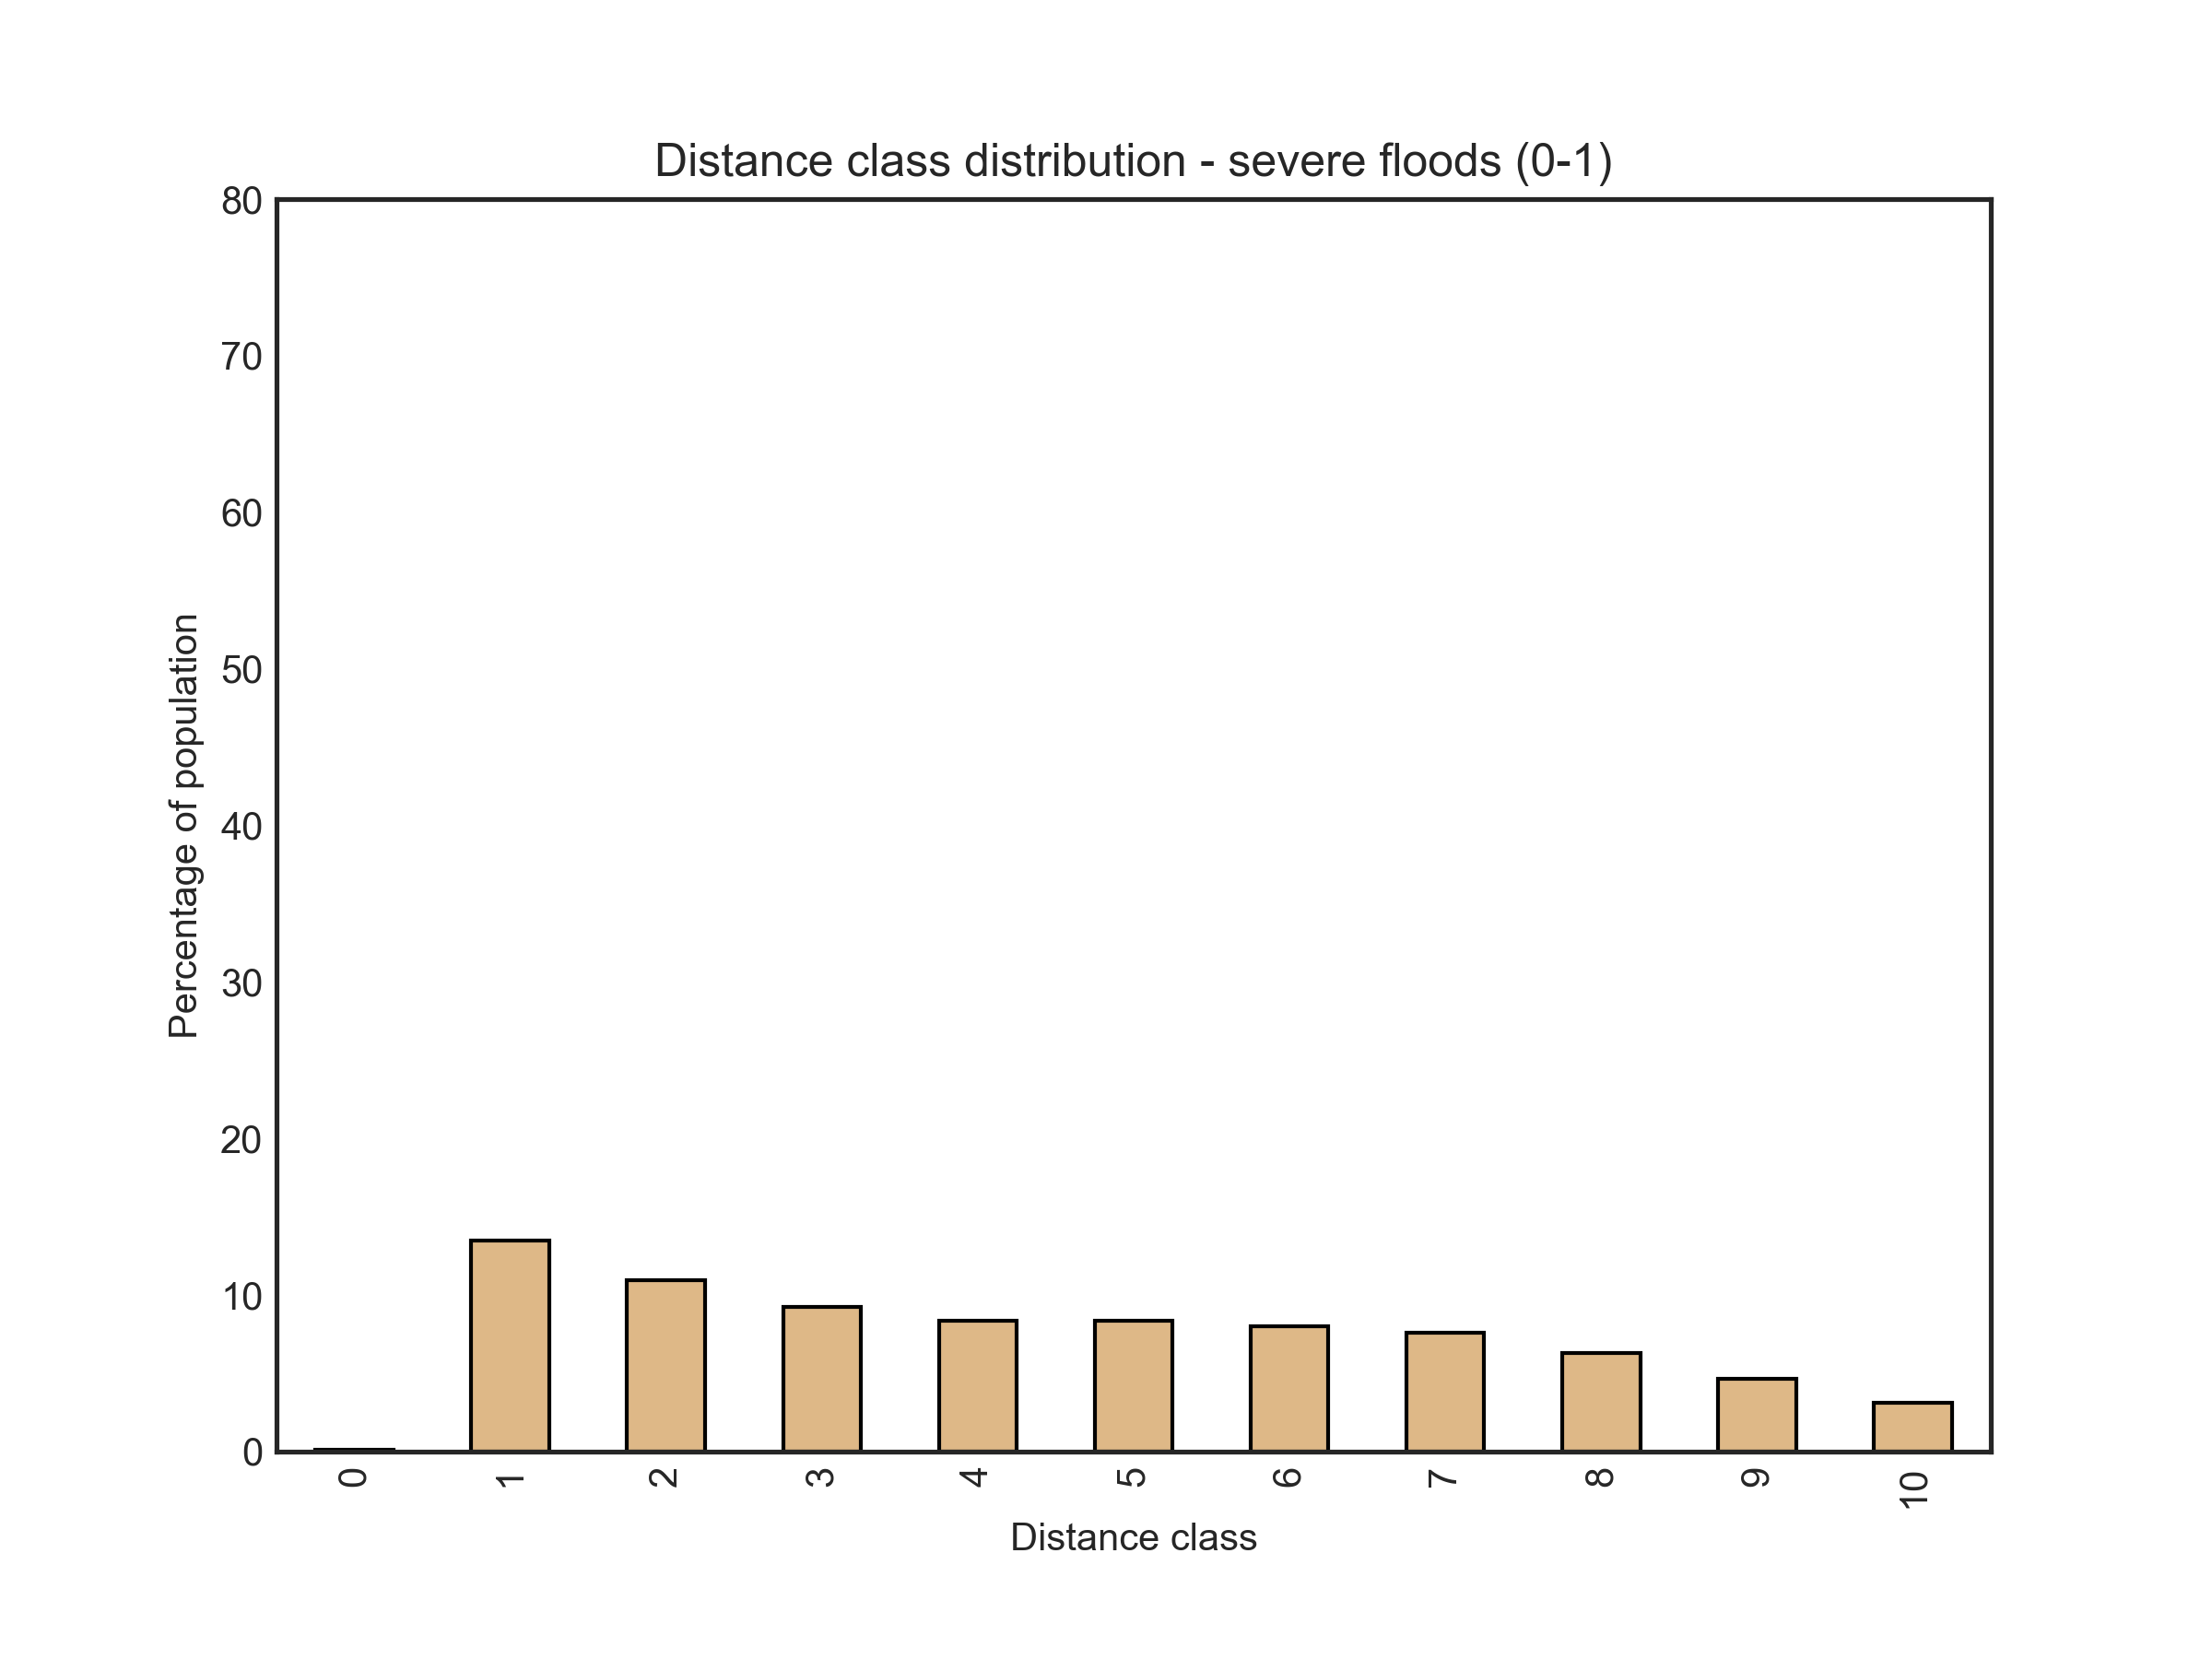 Distance class distribution - severe floods (0-1)
80
70
60
50
40
30
20
10
0
Percentage of population
0 1 2 3 4 5 6 7 8 9 10
Distance class